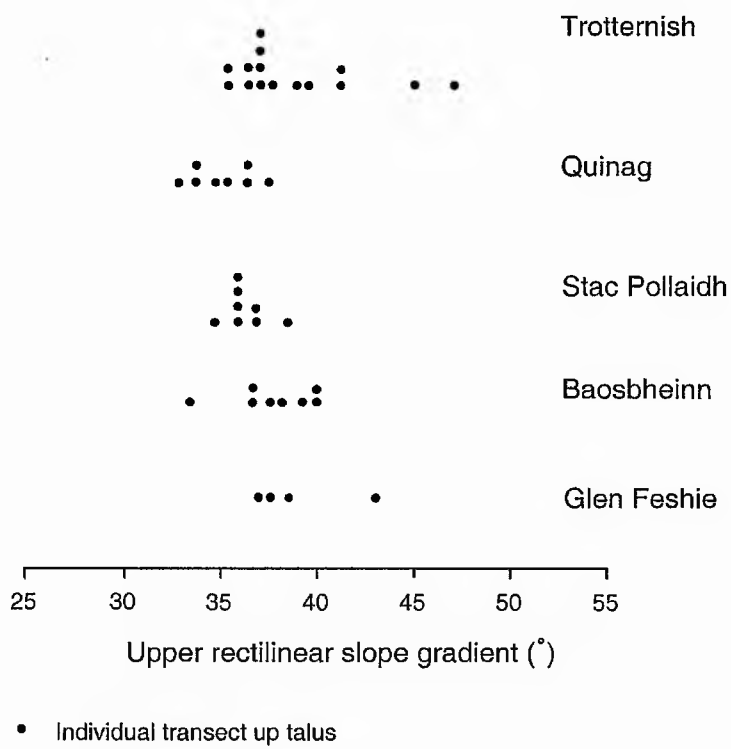 Trotternish
Quinag
Stac Pollaidh
Baosbheinn
Glen Feshie
25 30 35 40 45 50 55
Upper rectilinear slope gradient (°)
• Individual transect up talus